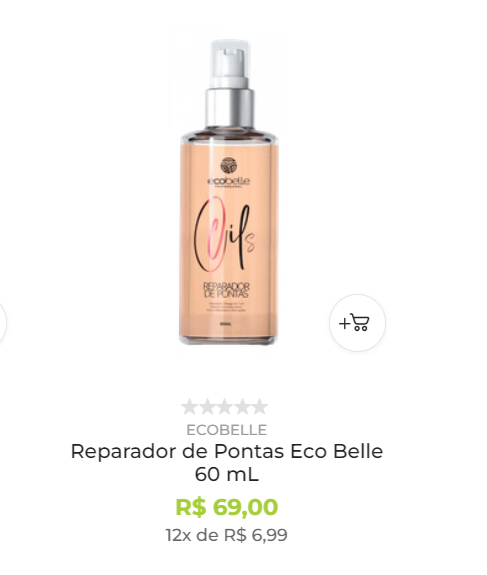 ecobelle
PROFESSIONAL
Oils
REPARADOR
DE PONTAS
ECOBELLE
Reparador de Pontas Eco Belle
60 mL
R$ 69,00
12x de R$ 6,99